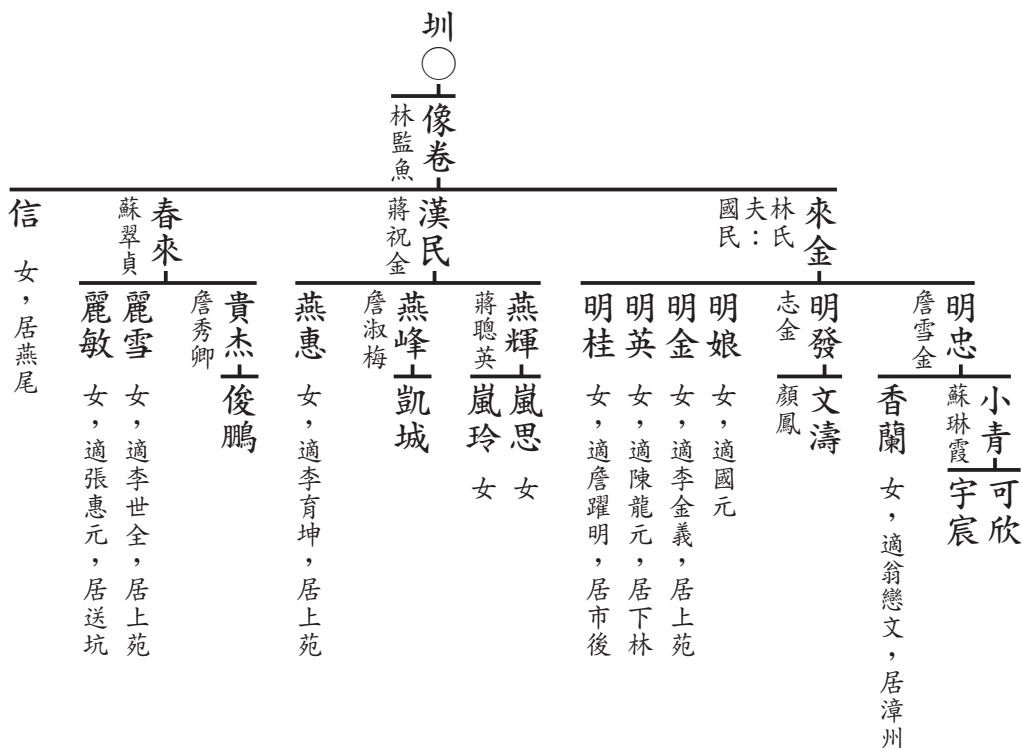 圳
像卷
林監魚
來金
林氏
夫：
國民
漢民
蔣祝金
春來
蘇翠貞
信 女，居燕尾
明忠
詹雪金
明發
志金
明娘 女，適國元
明金 女，適李金義，居上苑
明英 女，適陳龍元，居下林
明桂 女，適詹躍明，居市後
燕輝
蔣聰英
燕峰
詹淑梅
燕惠 女，適李育坤，居上苑
貴杰
詹秀卿
麗雪 女，適李世全，居上苑
麗敏 女，適張惠元，居送坑
小青
蘇琳霞
香蘭 女，適翁戀文，居漳州
文濤
顏鳳
嵐思 女
嵐玲 女
凱城
俊鵬
可欣
宇宸